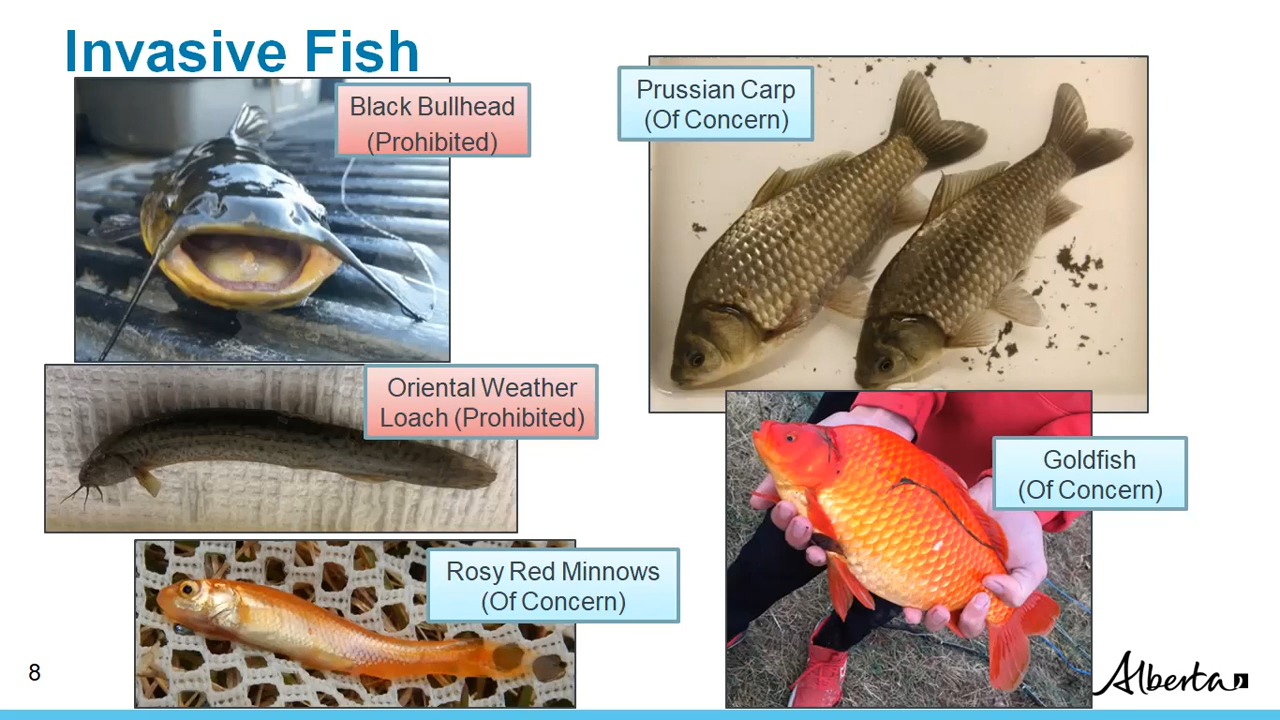 Invasive Fish
Black Bullhead
(Prohibited)
Prussian Carp
(Of Concern)
Oriental Weather
Loach (Prohibited)
Goldfish
(Of Concern)
Rosy Red Minnows
(Of Concern)
8
Alberta